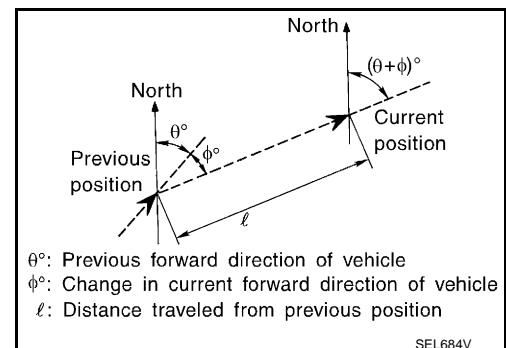 North
(θ+ϕ)°
North
θ°
ϕ°
Current
position
Previous
position
ℓ
θ°: Previous forward direction of vehicle
ϕ°: Change in current forward direction of vehicle
ℓ: Distance traveled from previous position
SEL684V